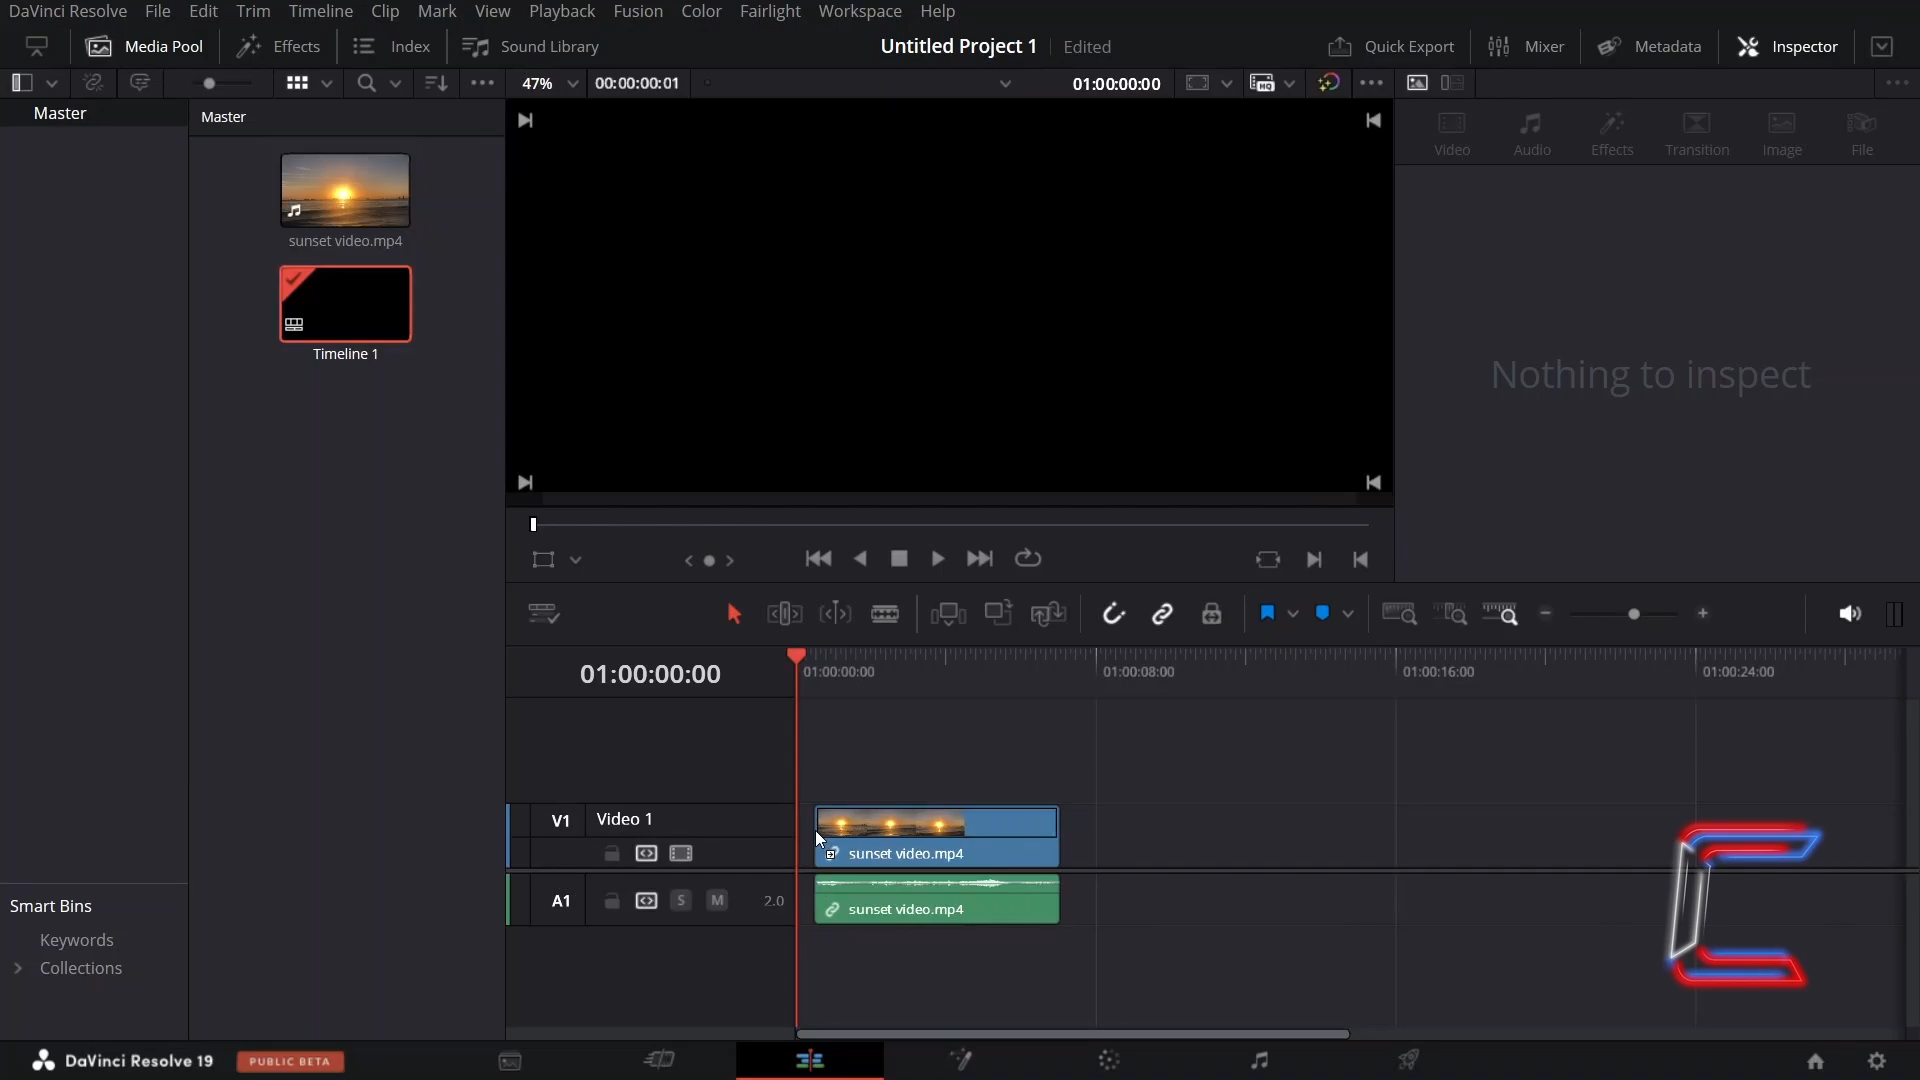 DaVinci Resolve File Edit Trim Timeline Clip Mark View Playback Fusion Color Fairlight Workspace Help
Media Pool Effects Index Sound Library Untitled Project 1 Edited Quick Export Mixer Metadata Inspector
47% 00:00:00:01 01:00:00:00 HQ
Master
Master
Video Audio Effects Transition Image File
sunset video.mp4
Timeline 1
Nothing to inspect
01:00:00:00
01:00:00:00 01:00:08:00 01:00:16:00 01:00:24:00
V1 Video 1
sunset video.mp4
A1 S M 2.0
sunset video.mp4
Smart Bins
Keywords
Collections
DaVinci Resolve 19 PUBLIC BETA